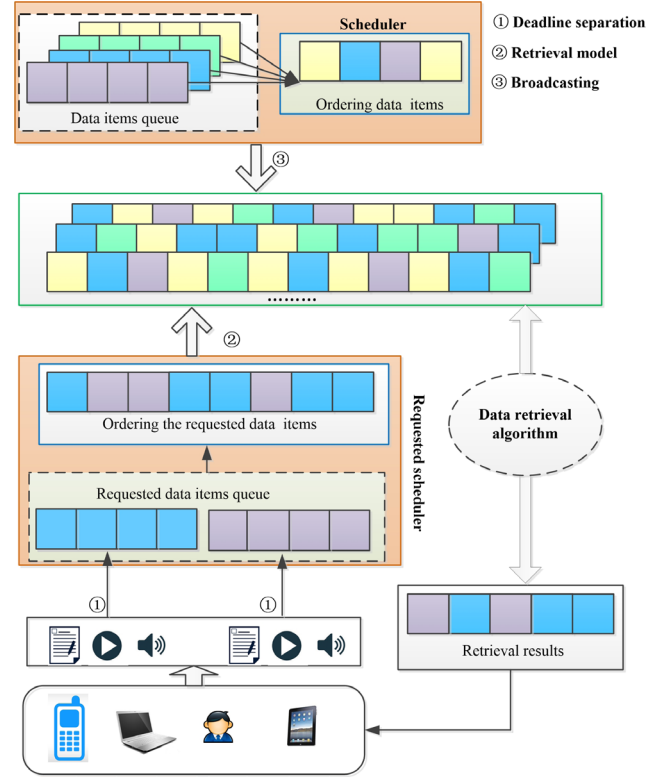 Scheduler
① Deadline separation
② Retrieval model
③ Broadcasting
Data items queue
Ordering data items
③
………
②
Ordering the requested data items
Requested scheduler
Data retrieval
algorithm
Requested data items queue
①
①
Retrieval results